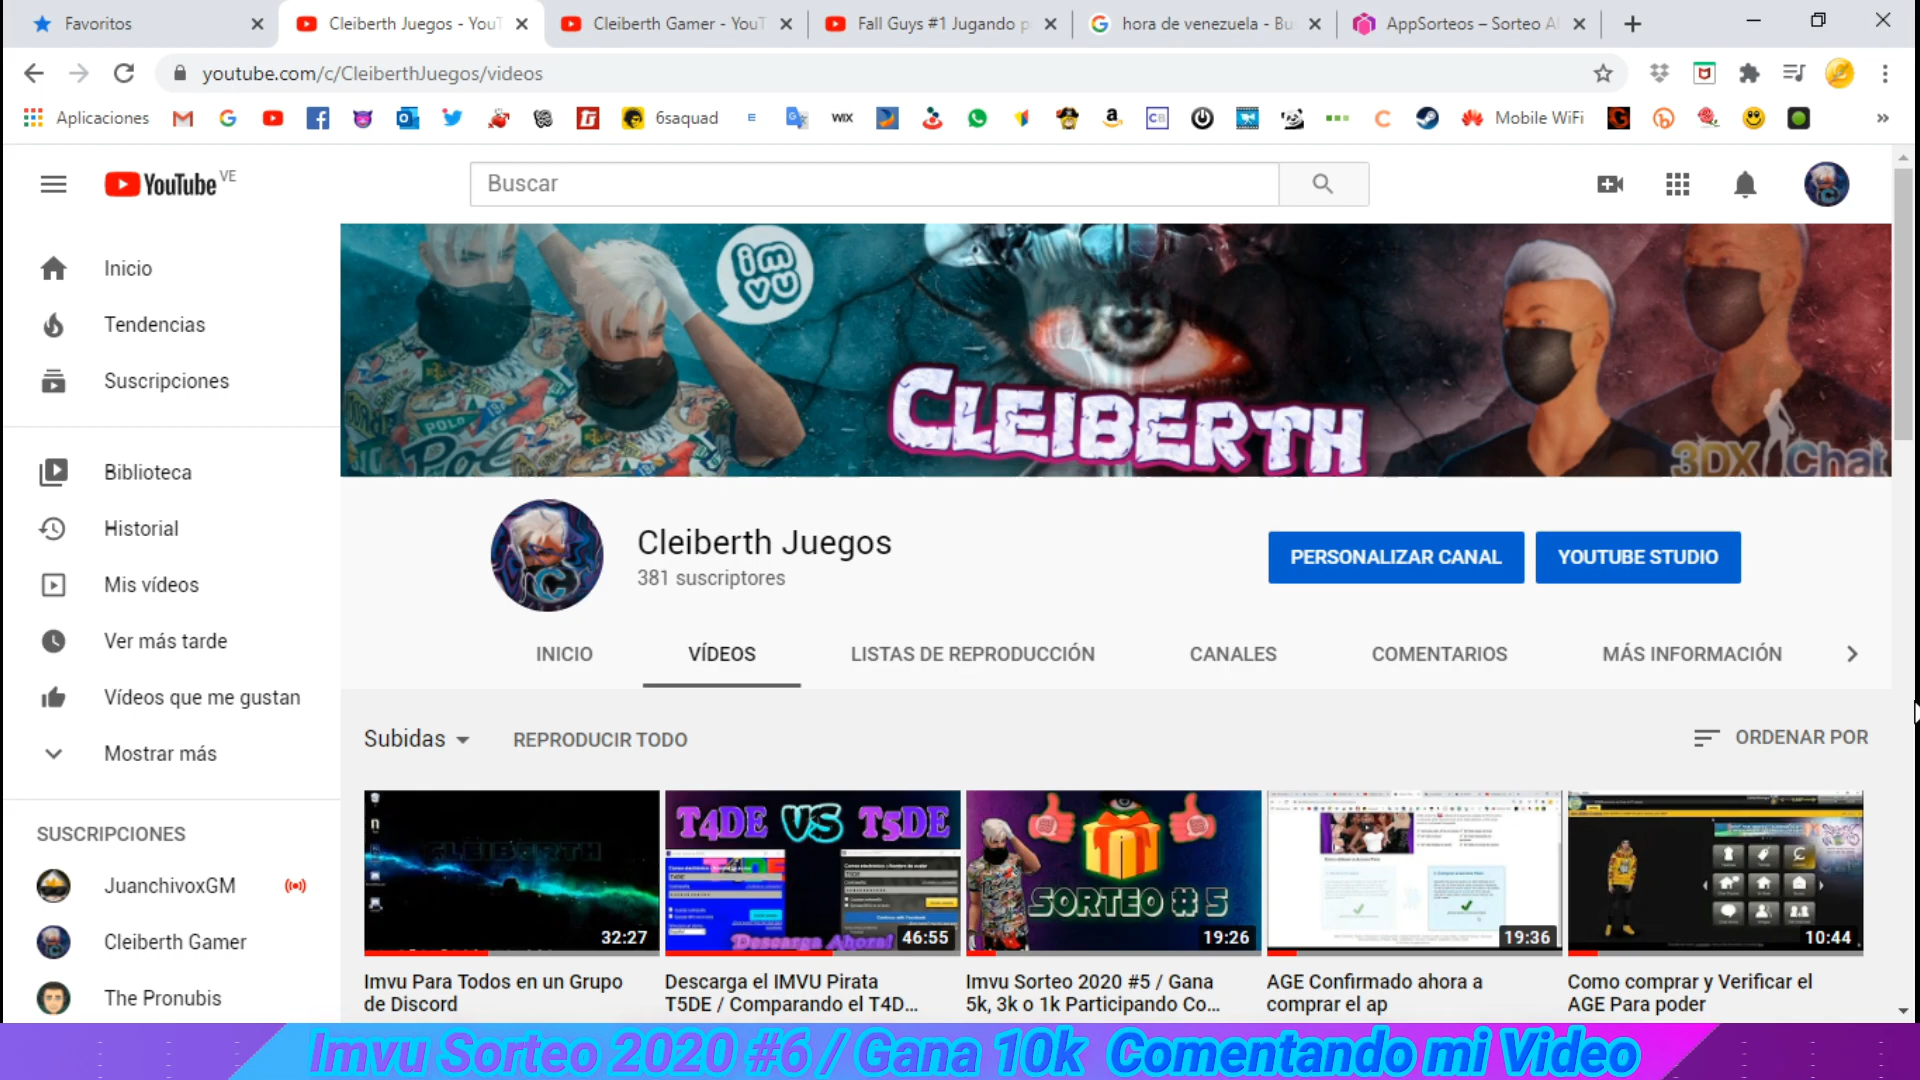 Favoritos
Cleiberth Juegos - YouT
Cleiberth Gamer - YouT
Fall Guys #1 Jugando p
hora de venezuela - Bu
AppSorteos – Sorteo Al
youtube.com/c/CleiberthJuegos/videos
Aplicaciones
6saquad
WIX
CB
Mobile WiFi
YouTube VE
Buscar
Inicio
Tendencias
Suscripciones
Biblioteca
Historial
Mis vídeos
Ver más tarde
Vídeos que me gustan
Mostrar más
SUSCRIPCIONES
JuanchivoxGM
Cleiberth Gamer
The Pronubis
imvu
CLEIBERTH
3DXChat
POLO
Cleiberth Juegos
381 suscriptores
PERSONALIZAR CANAL
YOUTUBE STUDIO
INICIO
VÍDEOS
LISTAS DE REPRODUCCIÓN
CANALES
COMENTARIOS
MÁS INFORMACIÓN
Subidas
REPRODUCIR TODO
ORDENAR POR
CLEIBERTH
32:27
T4DE VS T5DE
Descarga Ahora!
46:55
SORTEO # 5
19:26
19:36
10:44
Imvu Para Todos en un Grupo
de Discord
Descarga el IMVU Pirata
T5DE / Comparando el T4D...
Imvu Sorteo 2020 #5 / Gana
5k, 3k o 1k Participando Co...
AGE Confirmado ahora a
comprar el ap
Como comprar y Verificar el
AGE Para poder
Imvu Sorteo 2020 #6 / Gana 10k Comentando mi Video